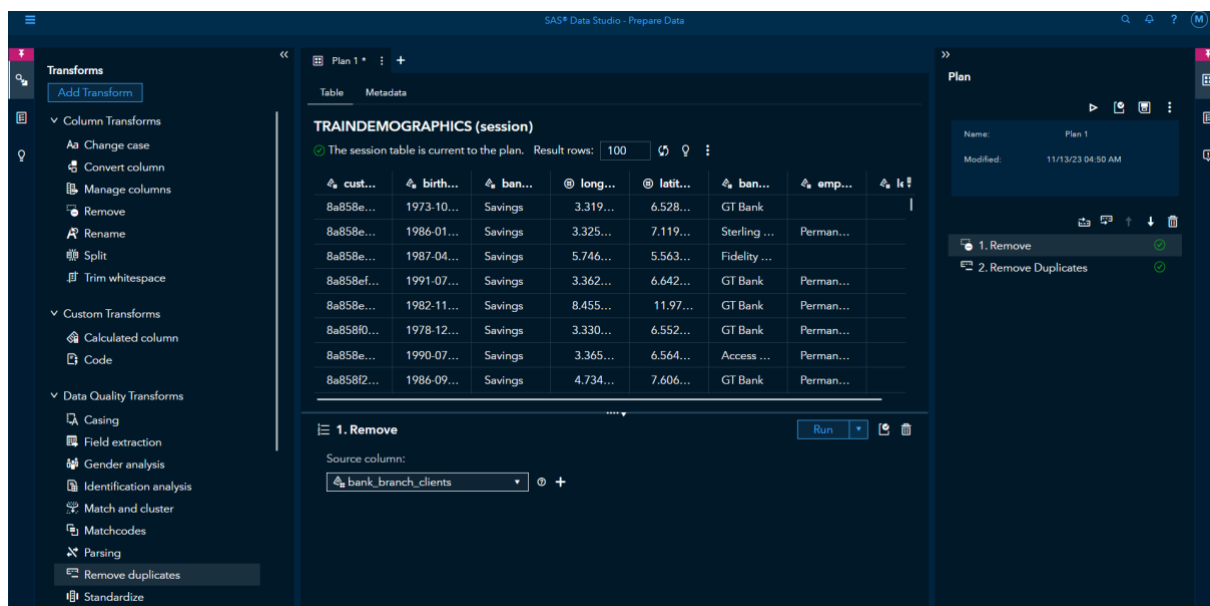 SAS® Data Studio - Prepare Data
?
M
Transforms
Add Transform
Column Transforms
Aa Change case
Convert column
Manage columns
Remove
Rename
Split
Trim whitespace
Custom Transforms
Calculated column
Code
Data Quality Transforms
Casing
Field extraction
Gender analysis
Identification analysis
Match and cluster
Matchcodes
Parsing
Remove duplicates
Standardize
Plan 1 *
Table Metadata
TRAINDEMOGRAPHICS (session)
The session table is current to the plan. Result rows: 100
cust... birth... ban... long... latit... ban... emp...
8a858e... 1973-10... Savings 3.319... 6.528... GT Bank
8a858e... 1986-01... Savings 3.325... 7.119... Sterling ... Perman...
8a858e... 1987-04... Savings 5.746... 5.563... Fidelity ...
8a858ef... 1991-07... Savings 3.362... 6.642... GT Bank Perman...
8a858e... 1982-11... Savings 8.455... 11.97... GT Bank Perman...
8a858f0... 1978-12... Savings 3.330... 6.552... GT Bank Perman...
8a858e... 1990-07... Savings 3.365... 6.564... Access ... Perman...
8a858f2... 1986-09... Savings 4.734... 7.606... GT Bank Perman...
1. Remove
Run
Source column:
bank_branch_clients
Plan
Name: Plan 1
Modified: 11/13/23 04:50 AM
1. Remove
2. Remove Duplicates